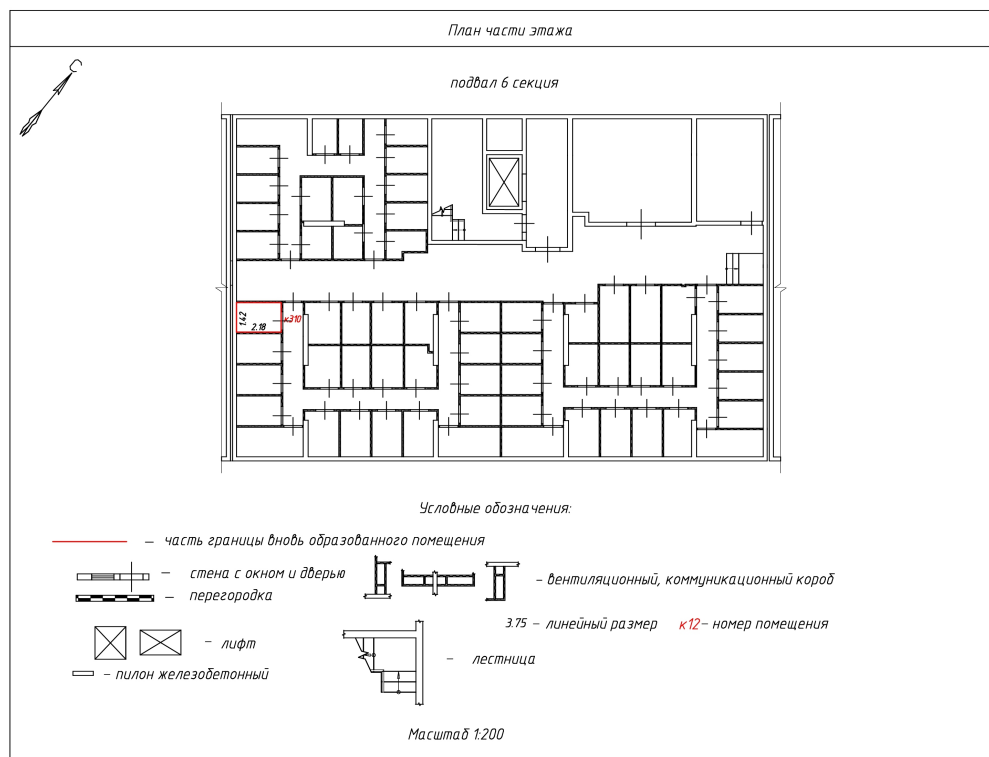 План части этажа
С
подвал 6 секция
1.42
2.18
к310
Условные обозначения:
— часть границы вновь образованного помещения
— стена с окном и дверью
— перегородка
— вентиляционный, коммуникационный короб
3.75 — линейный размер к12 — номер помещения
— лифт
— лестница
— пилон железобетонный
Масштаб 1:200